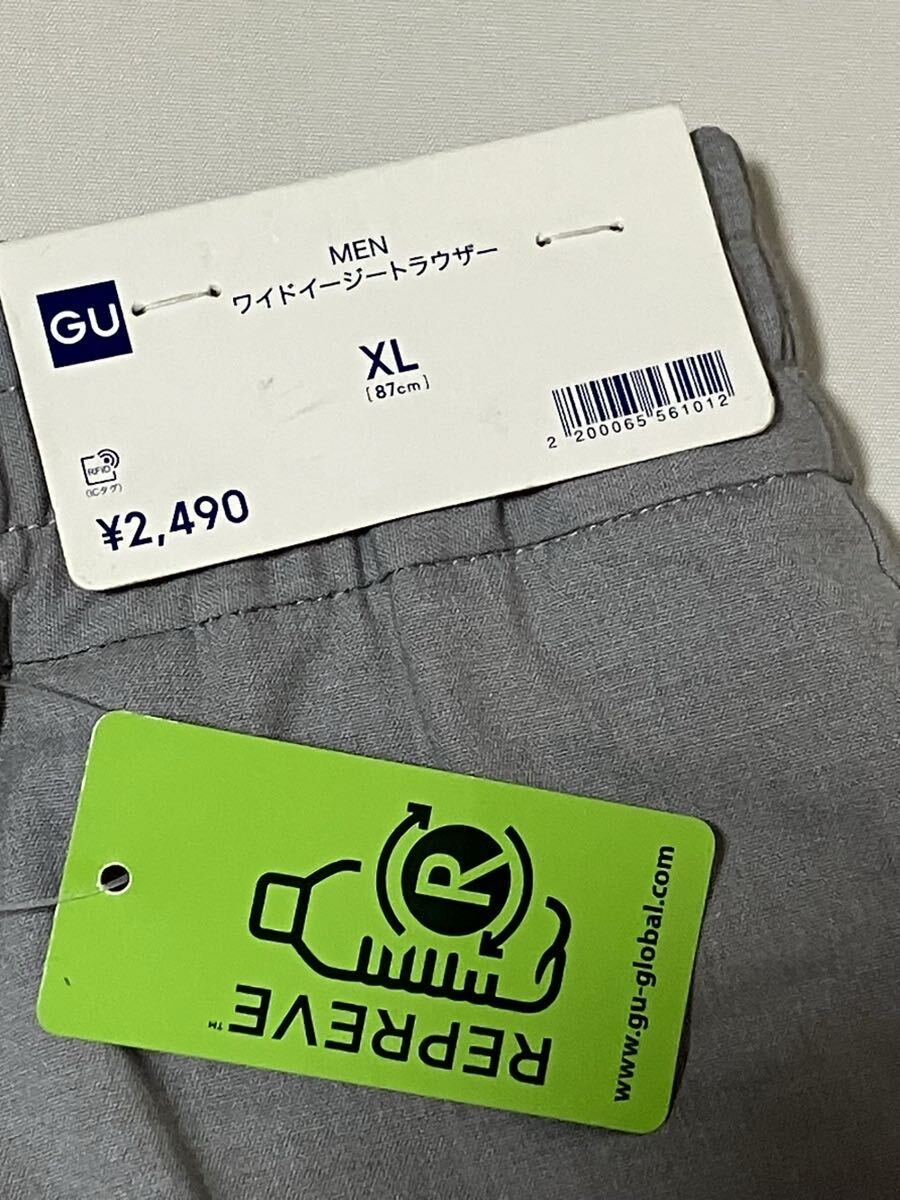 GU
MEN
ワイドイージートラウザー
XL
[87cm]
2 200065 561012
RFID
(ICタグ)
¥2,490
R
REPREVE™
www.gu-global.com